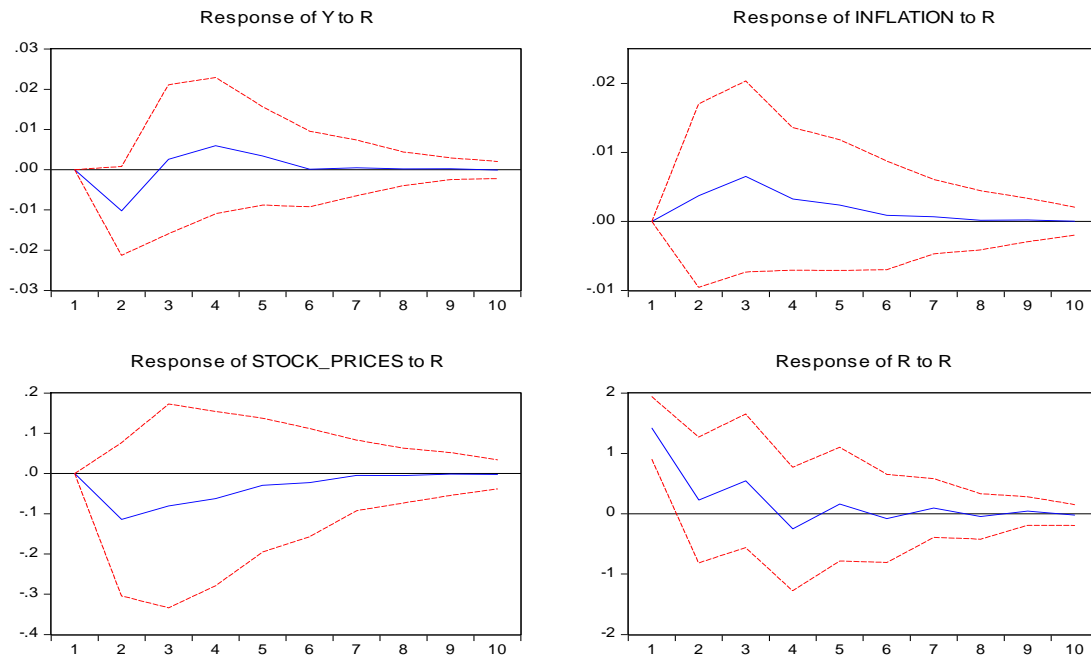 Response of Y to R
.03
.02
.01
.00
-.01
-.02
-.03
1 2 3 4 5 6 7 8 9 10
Response of INFLATION to R
.02
.01
.00
-.01
1 2 3 4 5 6 7 8 9 10
Response of STOCK_PRICES to R
.2
.1
.0
-.1
-.2
-.3
-.4
1 2 3 4 5 6 7 8 9 10
Response of R to R
2
1
0
-1
-2
1 2 3 4 5 6 7 8 9 10